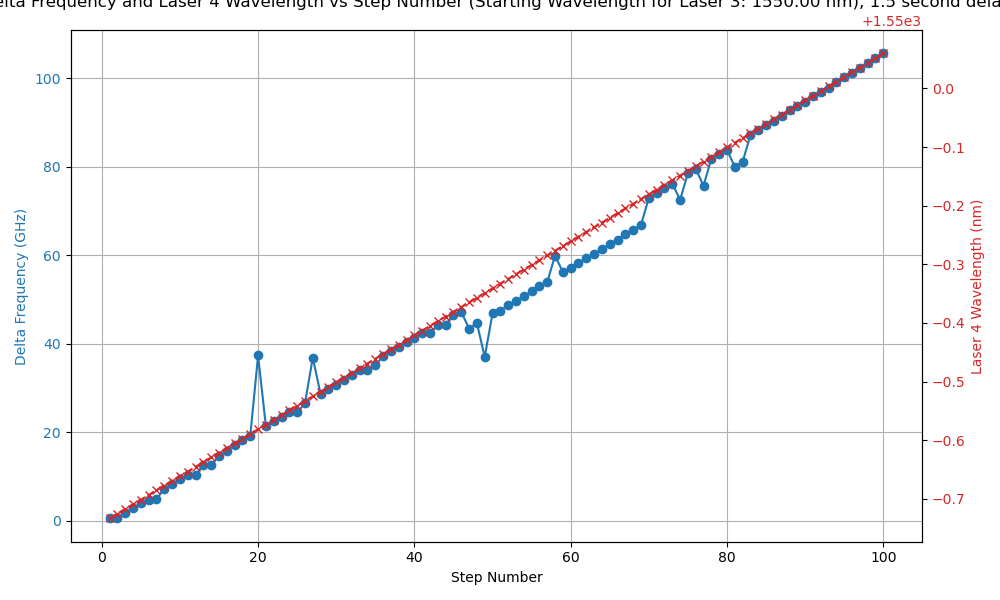 Frequency and Laser 4 Wavelength vs Step Number (Starting Wavelength for Laser 3: 1550.00 nm), 1.5 second
+1.55e3
100
80
60
40
20
0
Delta Frequency (GHz)
0.0
−0.1
−0.2
−0.3
−0.4
−0.5
−0.6
−0.7
Laser 4 Wavelength (nm)
0 20 40 60 80 100
Step Number